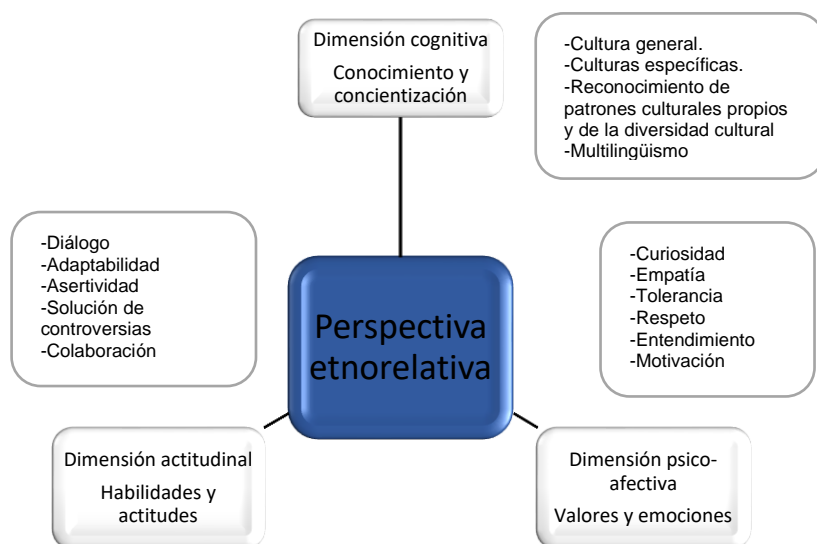 Dimensión cognitiva
Conocimiento y
concientización
-Cultura general.
-Culturas específicas.
-Reconocimiento de
patrones culturales propios
y de la diversidad cultural
-Multilingüismo
-Diálogo
-Adaptabilidad
-Asertividad
-Solución de
controversias
-Colaboración
Perspectiva
etnorelativa
-Curiosidad
-Empatía
-Tolerancia
-Respeto
-Entendimiento
-Motivación
Dimensión actitudinal
Habilidades y
actitudes
Dimensión psico-
afectiva
Valores y emociones